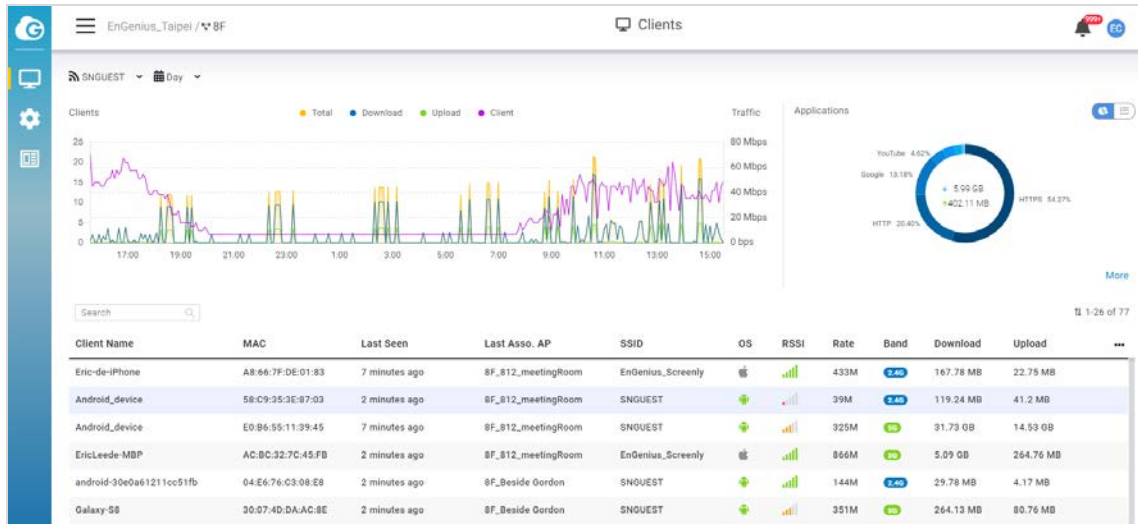 EnGenius_Taipei / 8F
Clients
999+
EC
SNGUEST
Day
Clients
Total
Download
Upload
Client
Traffic
25
20
15
10
5
0
80 Mbps
60 Mbps
40 Mbps
20 Mbps
0 bps
17:00 19:00 21:00 23:00 1:00 3:00 5:00 7:00 9:00 11:00 13:00 15:00
Applications
YouTube 4.62%
Google 13.18%
HTTP 20.40%
HTTPS 54.27%
5.99 GB
402.11 MB
More
Search
1-26 of 77
Client Name MAC Last Seen Last Asso. AP SSID OS RSSI Rate Band Download Upload
Eric-de-iPhone A8:66:7F:DE:01:83 7 minutes ago 8F_812_meetingRoom EnGenius_Screenly 433M 2.4G 167.78 MB 22.75 MB
Android_device 58:C9:35:3E:87:03 2 minutes ago 8F_812_meetingRoom SNGUEST 39M 2.4G 119.24 MB 41.2 MB
Android_device E0:B6:55:11:39:45 7 minutes ago 8F_812_meetingRoom SNGUEST 325M 5G 31.73 GB 14.53 GB
EricLeede-MBP AC:BC:32:7C:45:FB 2 minutes ago 8F_812_meetingRoom EnGenius_Screenly 866M 5G 5.09 GB 264.76 MB
android-30e0a61211cc51fb 04:E6:76:C3:08:E8 2 minutes ago 8F_Beside Gordon SNGUEST 144M 2.4G 29.78 MB 4.17 MB
Galaxy-S8 30:07:4D:DA:AC:8E 2 minutes ago 8F_Beside Gordon SNGUEST 351M 5G 264.13 MB 80.76 MB